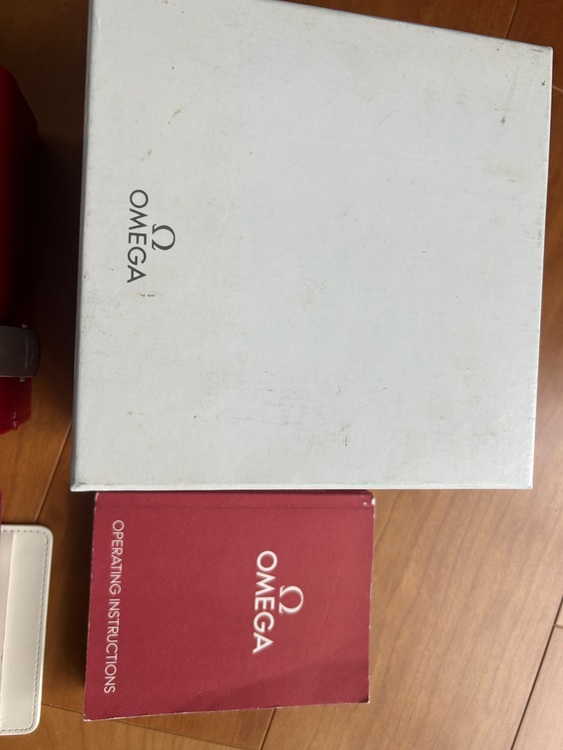 Ω
OMEGA
Ω
OMEGA
OPERATING INSTRUCTIONS